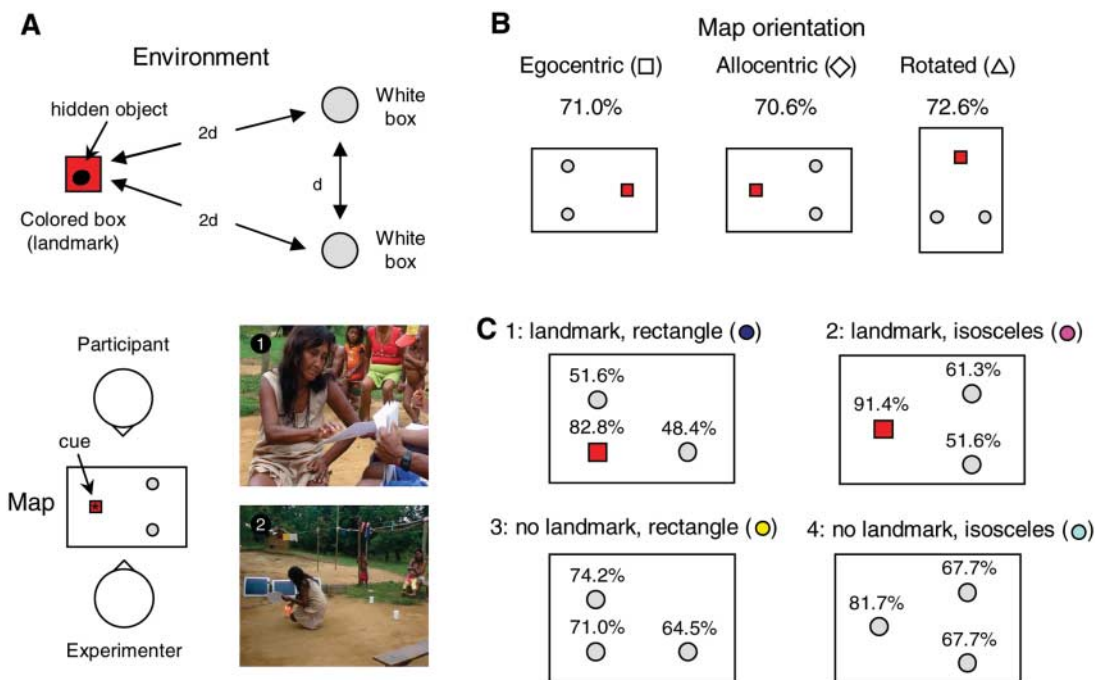 A
Environment
hidden object
2d
White
box
d
2d
Colored box
(landmark)
White
box
Participant
cue
Map
Experimenter
1
2
B
Map orientation
Egocentric (□)
Allocentric (◇)
Rotated (△)
71.0%
70.6%
72.6%
C
1: landmark, rectangle (●)
51.6%
82.8%
48.4%
2: landmark, isosceles (●)
61.3%
91.4%
51.6%
3: no landmark, rectangle (●)
74.2%
71.0%
64.5%
4: no landmark, isosceles (●)
67.7%
81.7%
67.7%